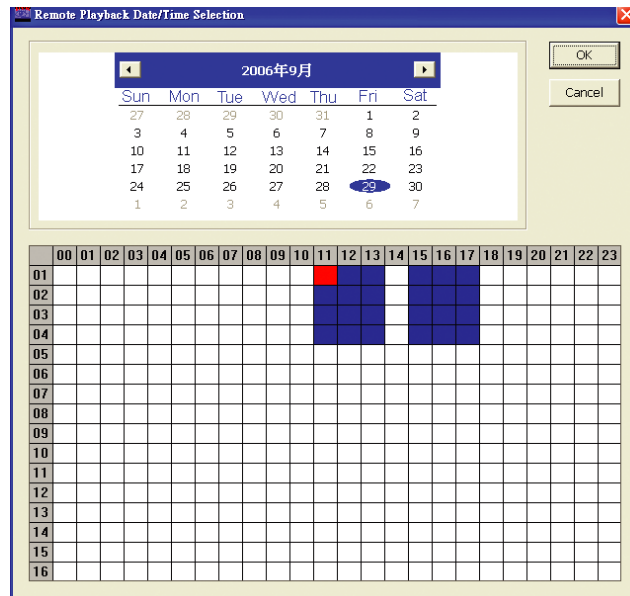 Remote Playback Date/Time Selection
OK
2006年9月
Cancel
Sun Mon Tue Wed Thu Fri Sat
27 28 29 30 31 1 2
3 4 5 6 7 8 9
10 11 12 13 14 15 16
17 18 19 20 21 22 23
24 25 26 27 28 29 30
1 2 3 4 5 6 7
00 01 02 03 04 05 06 07 08 09 10 11 12 13 14 15 16 17 18 19 20 21 22 23
01
02
03
04
05
06
07
08
09
10
11
12
13
14
15
16